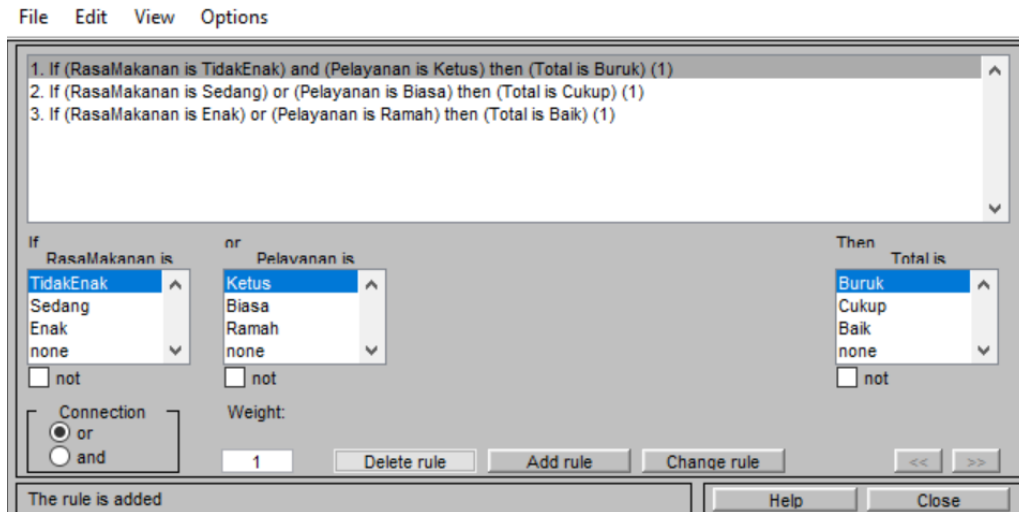 File Edit View Options
1. If (RasaMakanan is TidakEnak) and (Pelayanan is Ketus) then (Total is Buruk) (1)
2. If (RasaMakanan is Sedang) or (Pelayanan is Biasa) then (Total is Cukup) (1)
3. If (RasaMakanan is Enak) or (Pelayanan is Ramah) then (Total is Baik) (1)
If or Then
RasaMakanan is Pelayanan is Total is
TidakEnak Ketus Buruk
Sedang Biasa Cukup
Enak Ramah Baik
none none none
not not not
Connection Weight:
or
and 1 Delete rule Add rule Change rule << >>
The rule is added Help Close